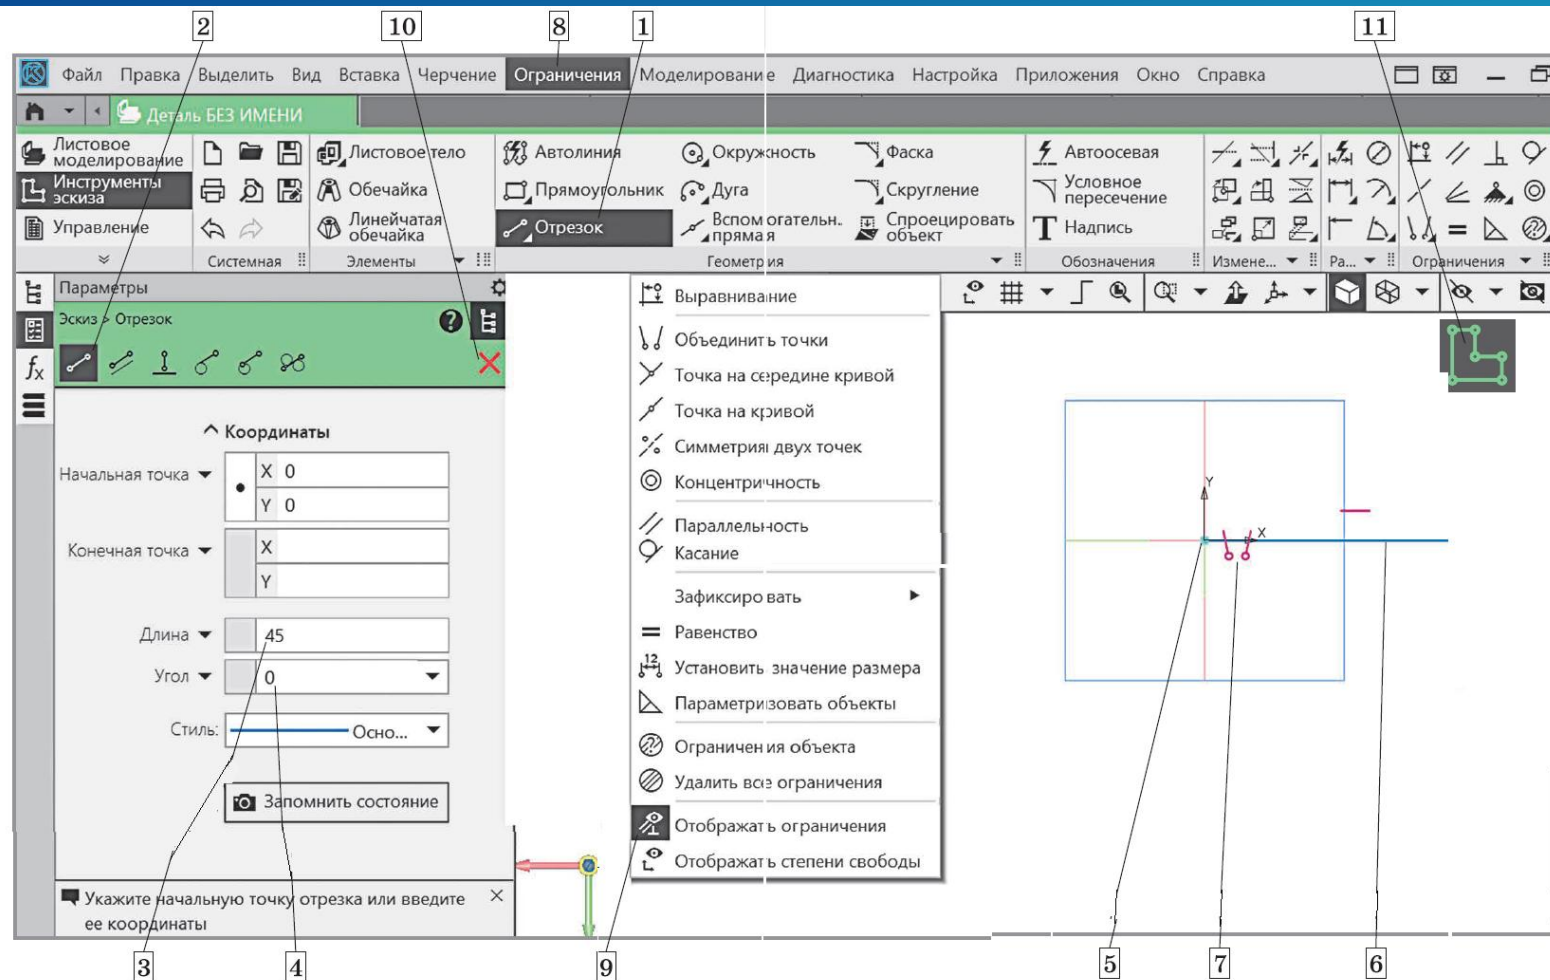 2
10
8
1
11
Файл Правка Выделить Вид Вставка Черчение Ограничения Моделирование Диагностика Настройка Приложения Окно Справка
Деталь БЕЗ ИМЕНИ
Листовое
моделирование
Инструменты
эскиза
Управление
Системная
Листовое тело
Обечайка
Линейчатая
обечайка
Элементы
Автолиния
Прямоугольник
Отрезок
Окружность
Дуга
Вспомогательн.
прямая
Фаска
Скругление
Спроецировать
объект
Геометрия
Автоосевая
Условное
пересечение
Т Надпись
Обозначения
Измене...
Ра...
Ограничения
Параметры
Эскиз > Отрезок
?
fx
Координаты
Начальная точка
X 0
Y 0
Конечная точка
X
Y
Длина 45
Угол 0
Стиль: Осно...
Запомнить состояние
Укажите начальную точку отрезка или введите
ее координаты
Выравнивание
Объединить точки
Точка на середине кривой
Точка на кривой
Симметрия двух точек
Концентричность
Параллельность
Касание
Зафиксировать
Равенство
12
Установить значение размера
Параметризовать объекты
Ограничения объекта
Удалить все ограничения
Отображать ограничения
Отображать степени свободы
Y
X
3
4
9
5
7
6